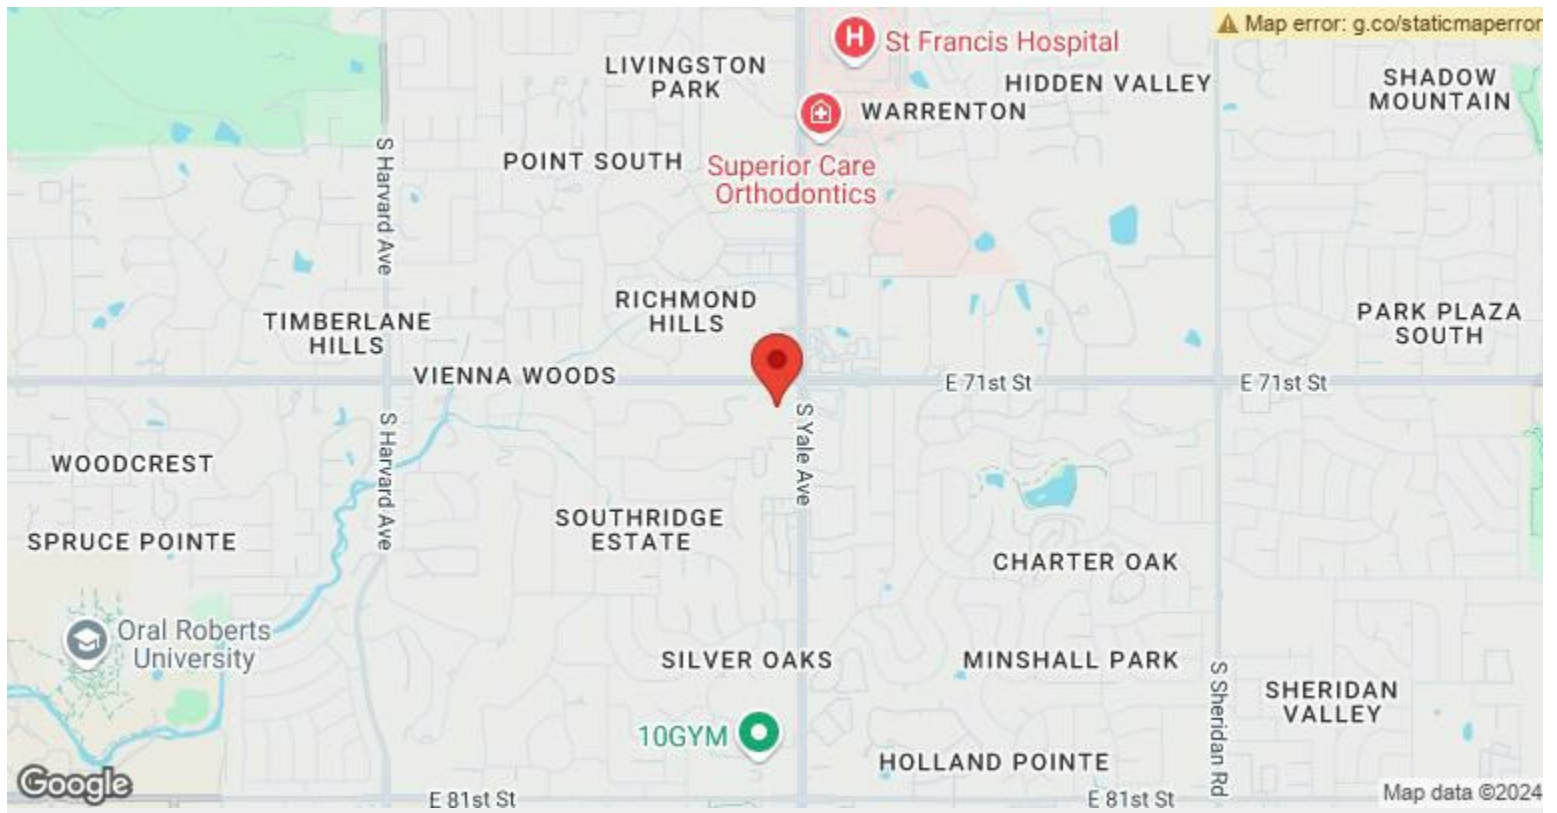 Map error: g.co/staticmaperror
St Francis Hospital
LIVINGSTON
PARK
HIDDEN VALLEY
SHADOW
MOUNTAIN
WARRENTON
S Harvard Ave
POINT SOUTH
Superior Care
Orthodontics
RICHMOND
HILLS
TIMBERLANE
HILLS
PARK PLAZA
SOUTH
VIENNA WOODS
E 71st St
E 71st St
S Harvard Ave
S Yale Ave
WOODCREST
SOUTHRIDGE
ESTATE
SPRUCE POINTE
CHARTER OAK
Oral Roberts
University
SILVER OAKS
MINSHALL PARK
S Sheridan Rd
SHERIDAN
VALLEY
10GYM
HOLLAND POINTE
Google
E 81st St
E 81st St
Map data ©2024